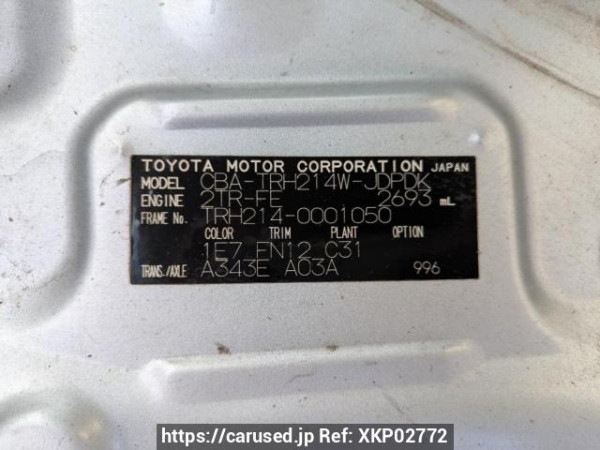 TOYOTA MOTOR CORPORATION JAPAN
MODEL CBA-TRH214W-JDPDK
ENGINE 2TR-FE 2693 mL
FRAME No. TRH214-0001050
COLOR TRIM PLANT OPTION
1E7 FN12 C31
TRANS./AXLE A343E A03A 996
https://carused.jp Ref: XKP02772